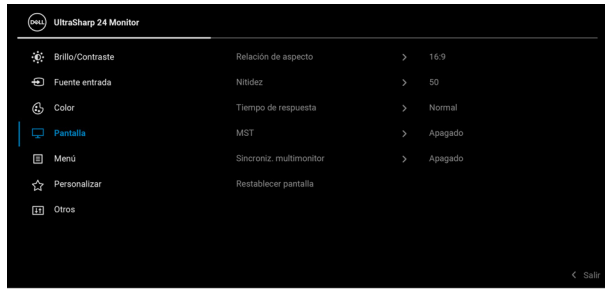 DELL UltraSharp 24 Monitor
Brillo/Contraste Relación de aspecto > 16:9
Fuente entrada Nitidez > 50
Color Tiempo de respuesta > Normal
Pantalla MST > Apagado
Menú Sincroniz. multimonitor > Apagado
Personalizar Restablecer pantalla
Otros
< Salir